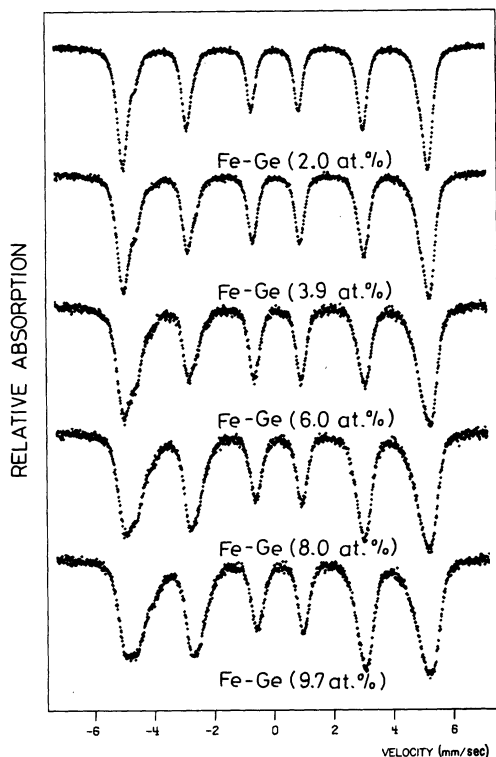 Fe-Ge (2.0 at.%)
Fe-Ge (3.9 at.%)
Fe-Ge (6.0 at.%)
Fe-Ge (8.0 at.%)
Fe-Ge (9.7 at.%)
RELATIVE ABSORPTION
-6 -4 -2 0 2 4 6
VELOCITY (mm/sec)